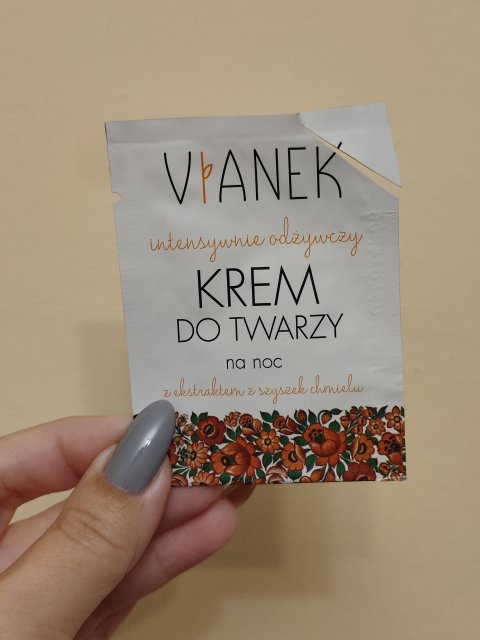 VIANEK
intensywnie odżywczy
KREM
DO TWARZY
na noc
z ekstraktem z szyszek chmielu